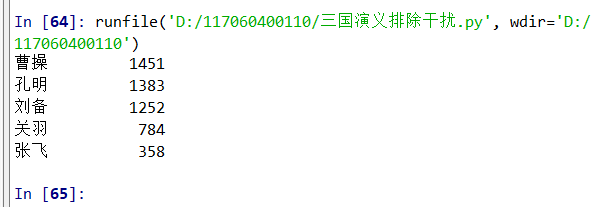 In [64]: runfile('D:/117060400110/三国演义排除干扰.py', wdir='D:/
117060400110')
曹操 1451
孔明 1383
刘备 1252
关羽 784
张飞 358
In [65]: